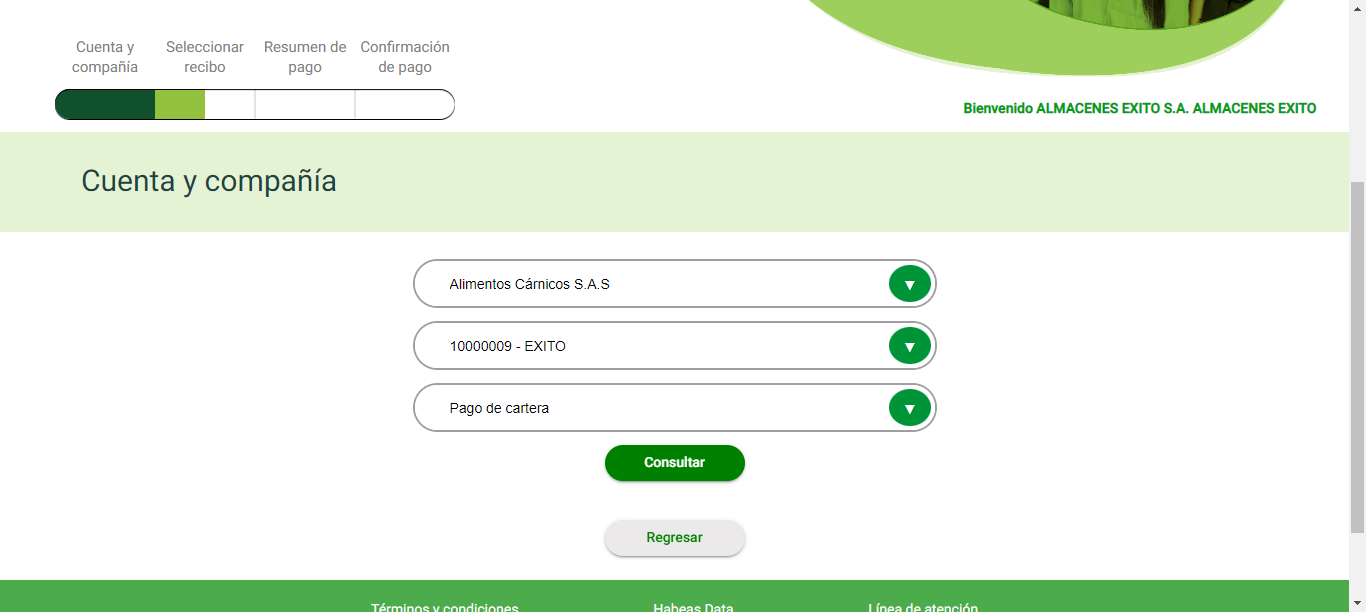 Cuenta y compañía
Seleccionar recibo
Resumen de pago
Confirmación de pago
Bienvenido ALMACENES EXITO S.A. ALMACENES EXITO
Cuenta y compañía
Alimentos Cárnicos S.A.S
▼
10000009 - EXITO
▼
Pago de cartera
▼
Consultar
Regresar
Términos y condiciones
Habeas Data
Línea de atención